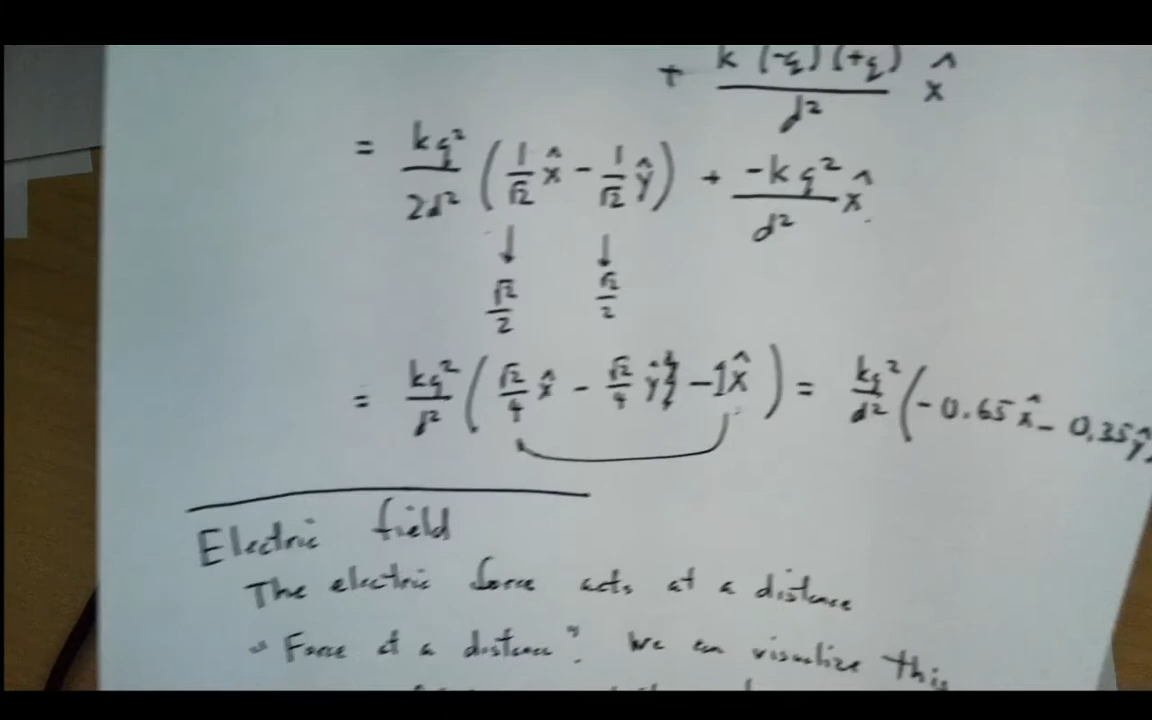 + k (-q) (+q) / d² x̂
= kq² / 2d² ( 1/√2 x̂ - 1/√2 ŷ ) + -kq² / d² x̂
↓ ↓
√2/2 √2/2
= kq² / d² ( √2/4 x̂ - √2/4 ŷ - 1x̂ ) = kq² / d² ( -0.65 x̂ - 0.35 ŷ
Electric field
The electric force acts at a distance
"Force at a distance". We can visualize this